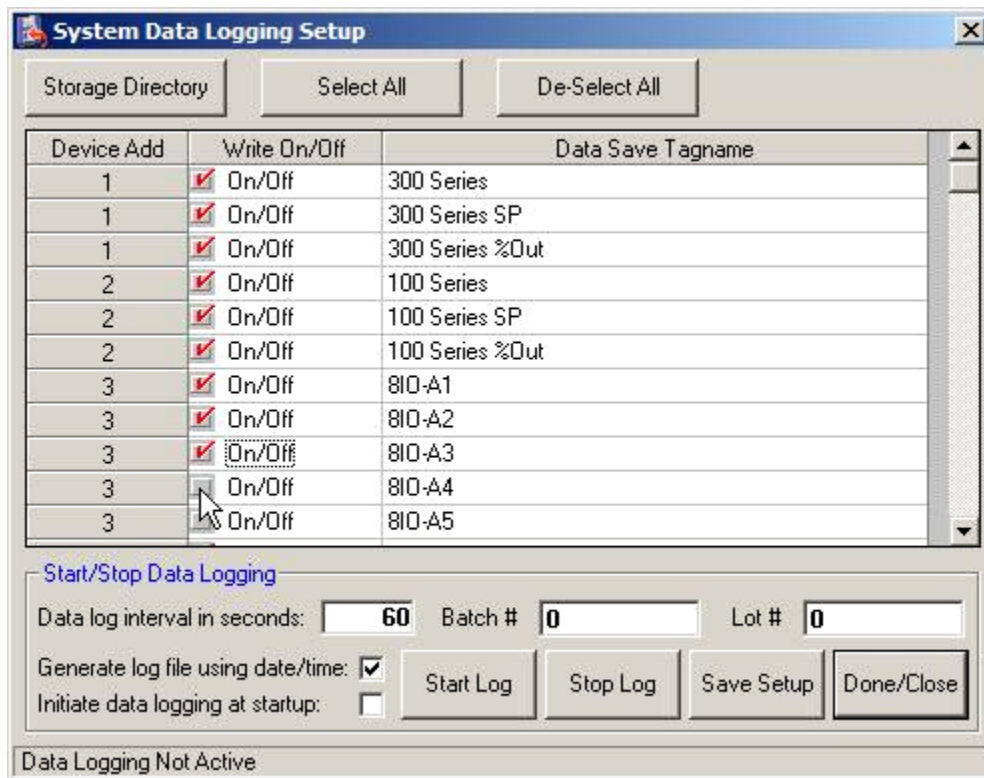 System Data Logging Setup
Storage Directory Select All De-Select All
Device Add Write On/Off Data Save Tagname
1 On/Off 300 Series
1 On/Off 300 Series SP
1 On/Off 300 Series %Out
2 On/Off 100 Series
2 On/Off 100 Series SP
2 On/Off 100 Series %Out
3 On/Off 8IO-A1
3 On/Off 8IO-A2
3 On/Off 8IO-A3
3 On/Off 8IO-A4
3 On/Off 8IO-A5
Start/Stop Data Logging
Data log interval in seconds: 60 Batch # 0 Lot # 0
Generate log file using date/time:
Initiate data logging at startup:
Start Log Stop Log Save Setup Done/Close
Data Logging Not Active